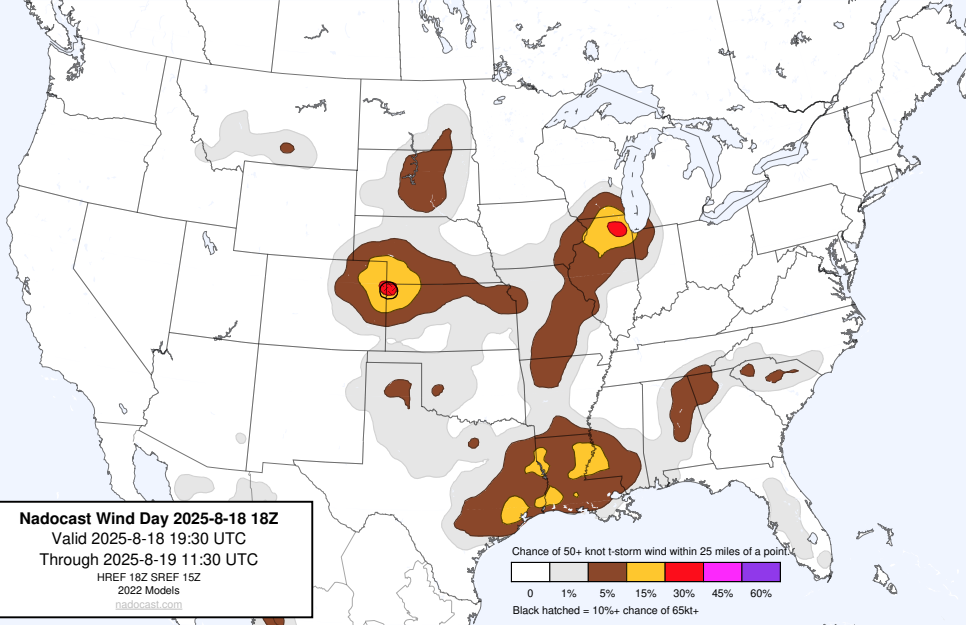 Nadocast Wind Day 2025-8-18 18Z
Valid 2025-8-18 19:30 UTC
Through 2025-8-19 11:30 UTC
HREF 18Z SREF 15Z
2022 Models
nadocast.com
Chance of 50+ knot t-storm wind within 25 miles of a point.
0 1% 5% 15% 30% 45% 60%
Black hatched = 10%+ chance of 65kt+